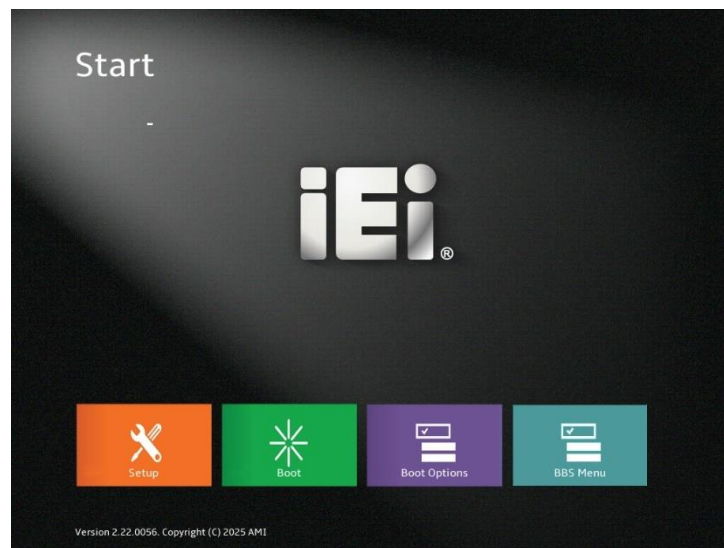 Start
-
iEi®
Setup
Boot
Boot Options
BBS Menu
Version 2.22.0056. Copyright (C) 2025 AMI